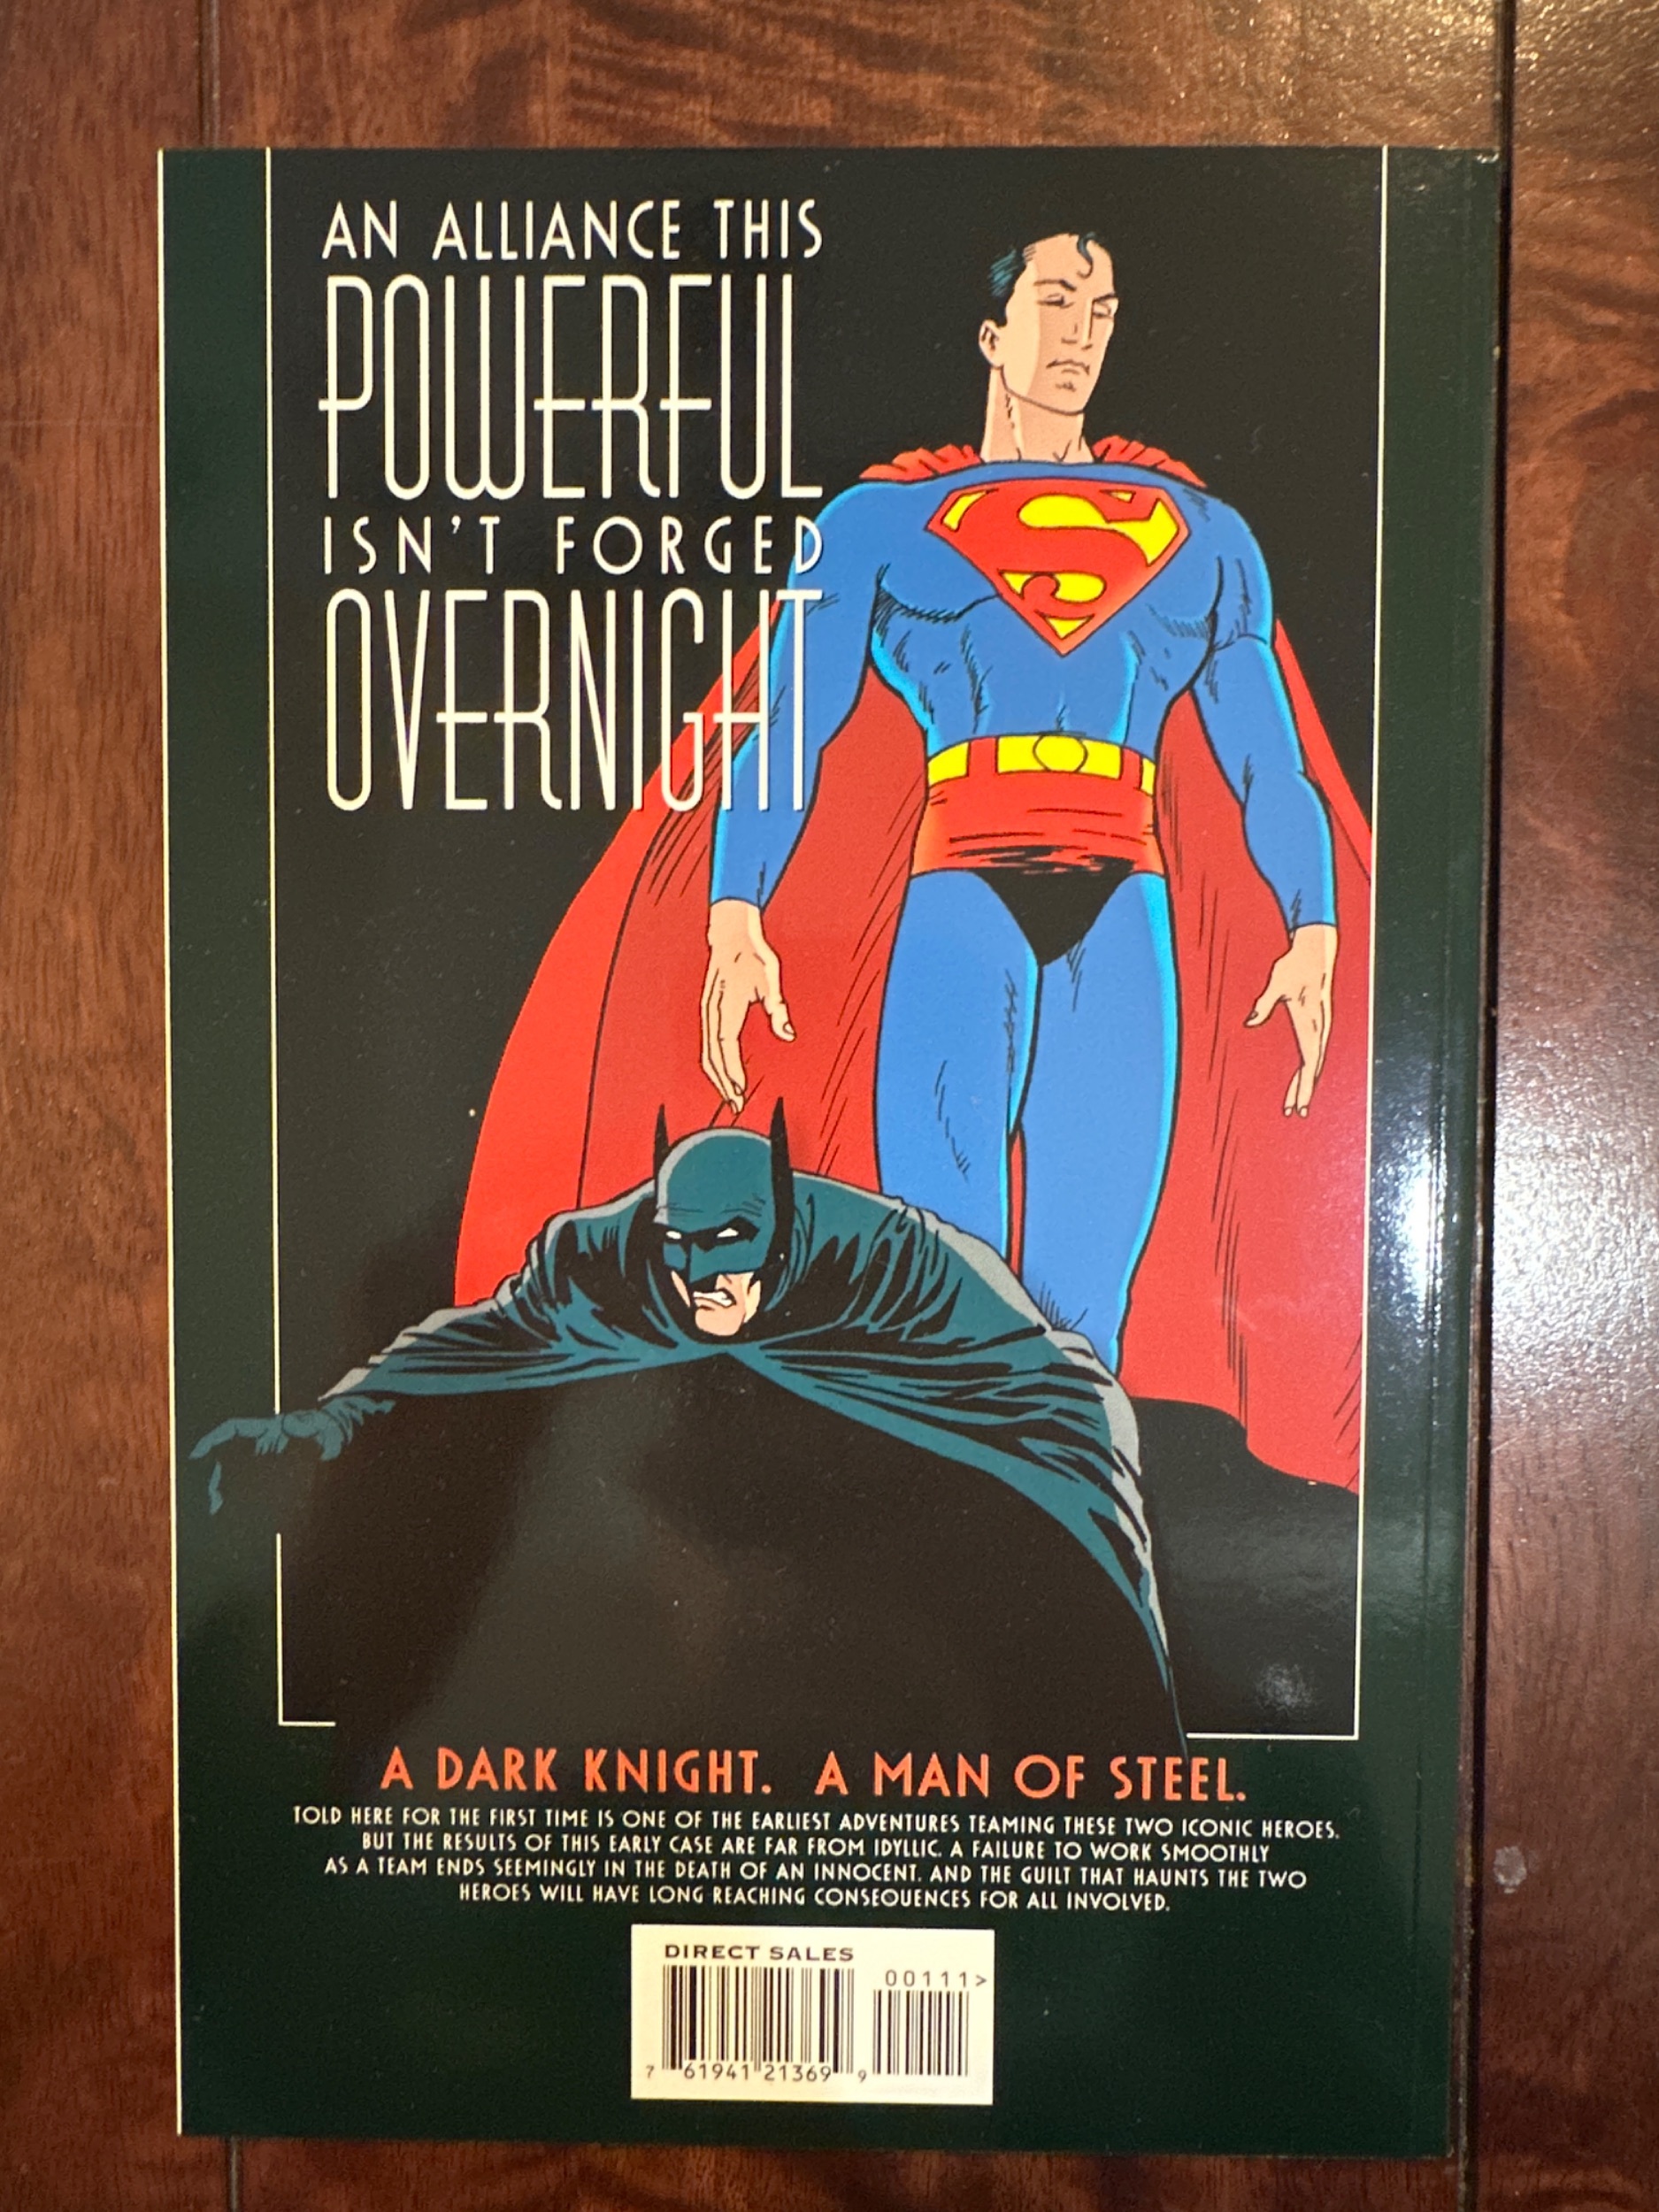 AN ALLIANCE THIS
POWERFUL
ISN'T FORGED
OVERNIGHT
S
A DARK KNIGHT. A MAN OF STEEL.
TOLD HERE FOR THE FIRST TIME IS ONE OF THE EARLIEST ADVENTURES TEAMING THESE TWO ICONIC HEROES.
BUT THE RESULTS OF THIS EARLY CASE ARE FAR FROM IDYLLIC. A FAILURE TO WORK SMOOTHLY
AS A TEAM ENDS SEEMINGLY IN THE DEATH OF AN INNOCENT. AND THE GUILT THAT HAUNTS THE TWO
HEROES WILL HAVE LONG REACHING CONSEQUENCES FOR ALL INVOLVED.
DIRECT SALES
00111>
7 61941 21369 9